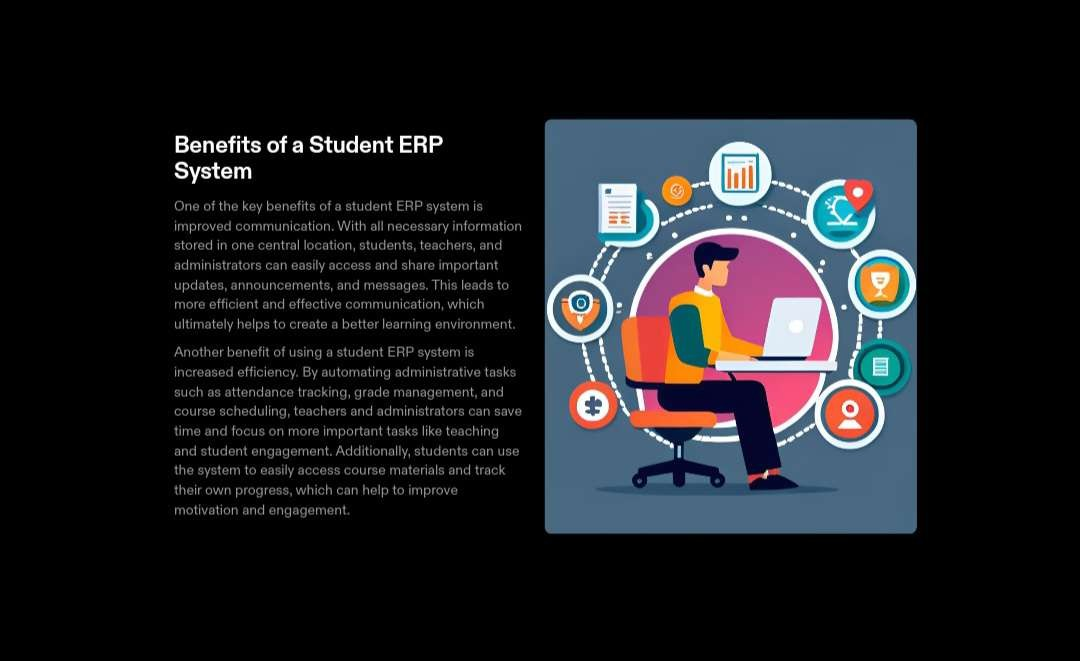 Benefits of a Student ERP
System
One of the key benefits of a student ERP system is
improved communication. With all necessary information
stored in one central location, students, teachers, and
administrators can easily access and share important
updates, announcements, and messages. This leads to
more efficient and effective communication, which
ultimately helps to create a better learning environment.
Another benefit of using a student ERP system is
increased efficiency. By automating administrative tasks
such as attendance tracking, grade management, and
course scheduling, teachers and administrators can save
time and focus on more important tasks like teaching
and student engagement. Additionally, students can use
the system to easily access course materials and track
their own progress, which can help to improve
motivation and engagement.